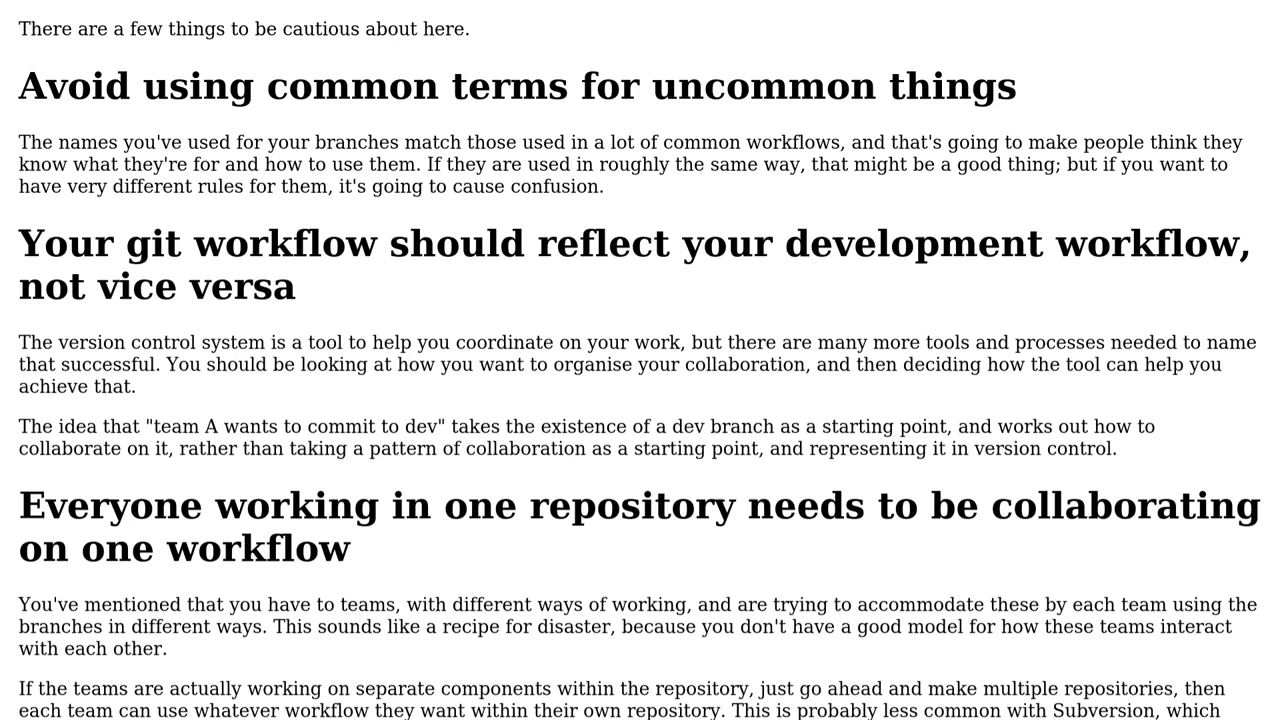 There are a few things to be cautious about here.
Avoid using common terms for uncommon things
The names you've used for your branches match those used in a lot of common workflows, and that's going to make people think they
know what they're for and how to use them. If they are used in roughly the same way, that might be a good thing; but if you want to
have very different rules for them, it's going to cause confusion.
Your git workflow should reflect your development workflow,
not vice versa
The version control system is a tool to help you coordinate on your work, but there are many more tools and processes needed to name
that successful. You should be looking at how you want to organise your collaboration, and then deciding how the tool can help you
achieve that.
The idea that "team A wants to commit to dev" takes the existence of a dev branch as a starting point, and works out how to
collaborate on it, rather than taking a pattern of collaboration as a starting point, and representing it in version control.
Everyone working in one repository needs to be collaborating
on one workflow
You've mentioned that you have to teams, with different ways of working, and are trying to accommodate these by each team using the
branches in different ways. This sounds like a recipe for disaster, because you don't have a good model for how these teams interact
with each other.
If the teams are actually working on separate components within the repository, just go ahead and make multiple repositories, then
each team can use whatever workflow they want within their own repository. This is probably less common with Subversion, which